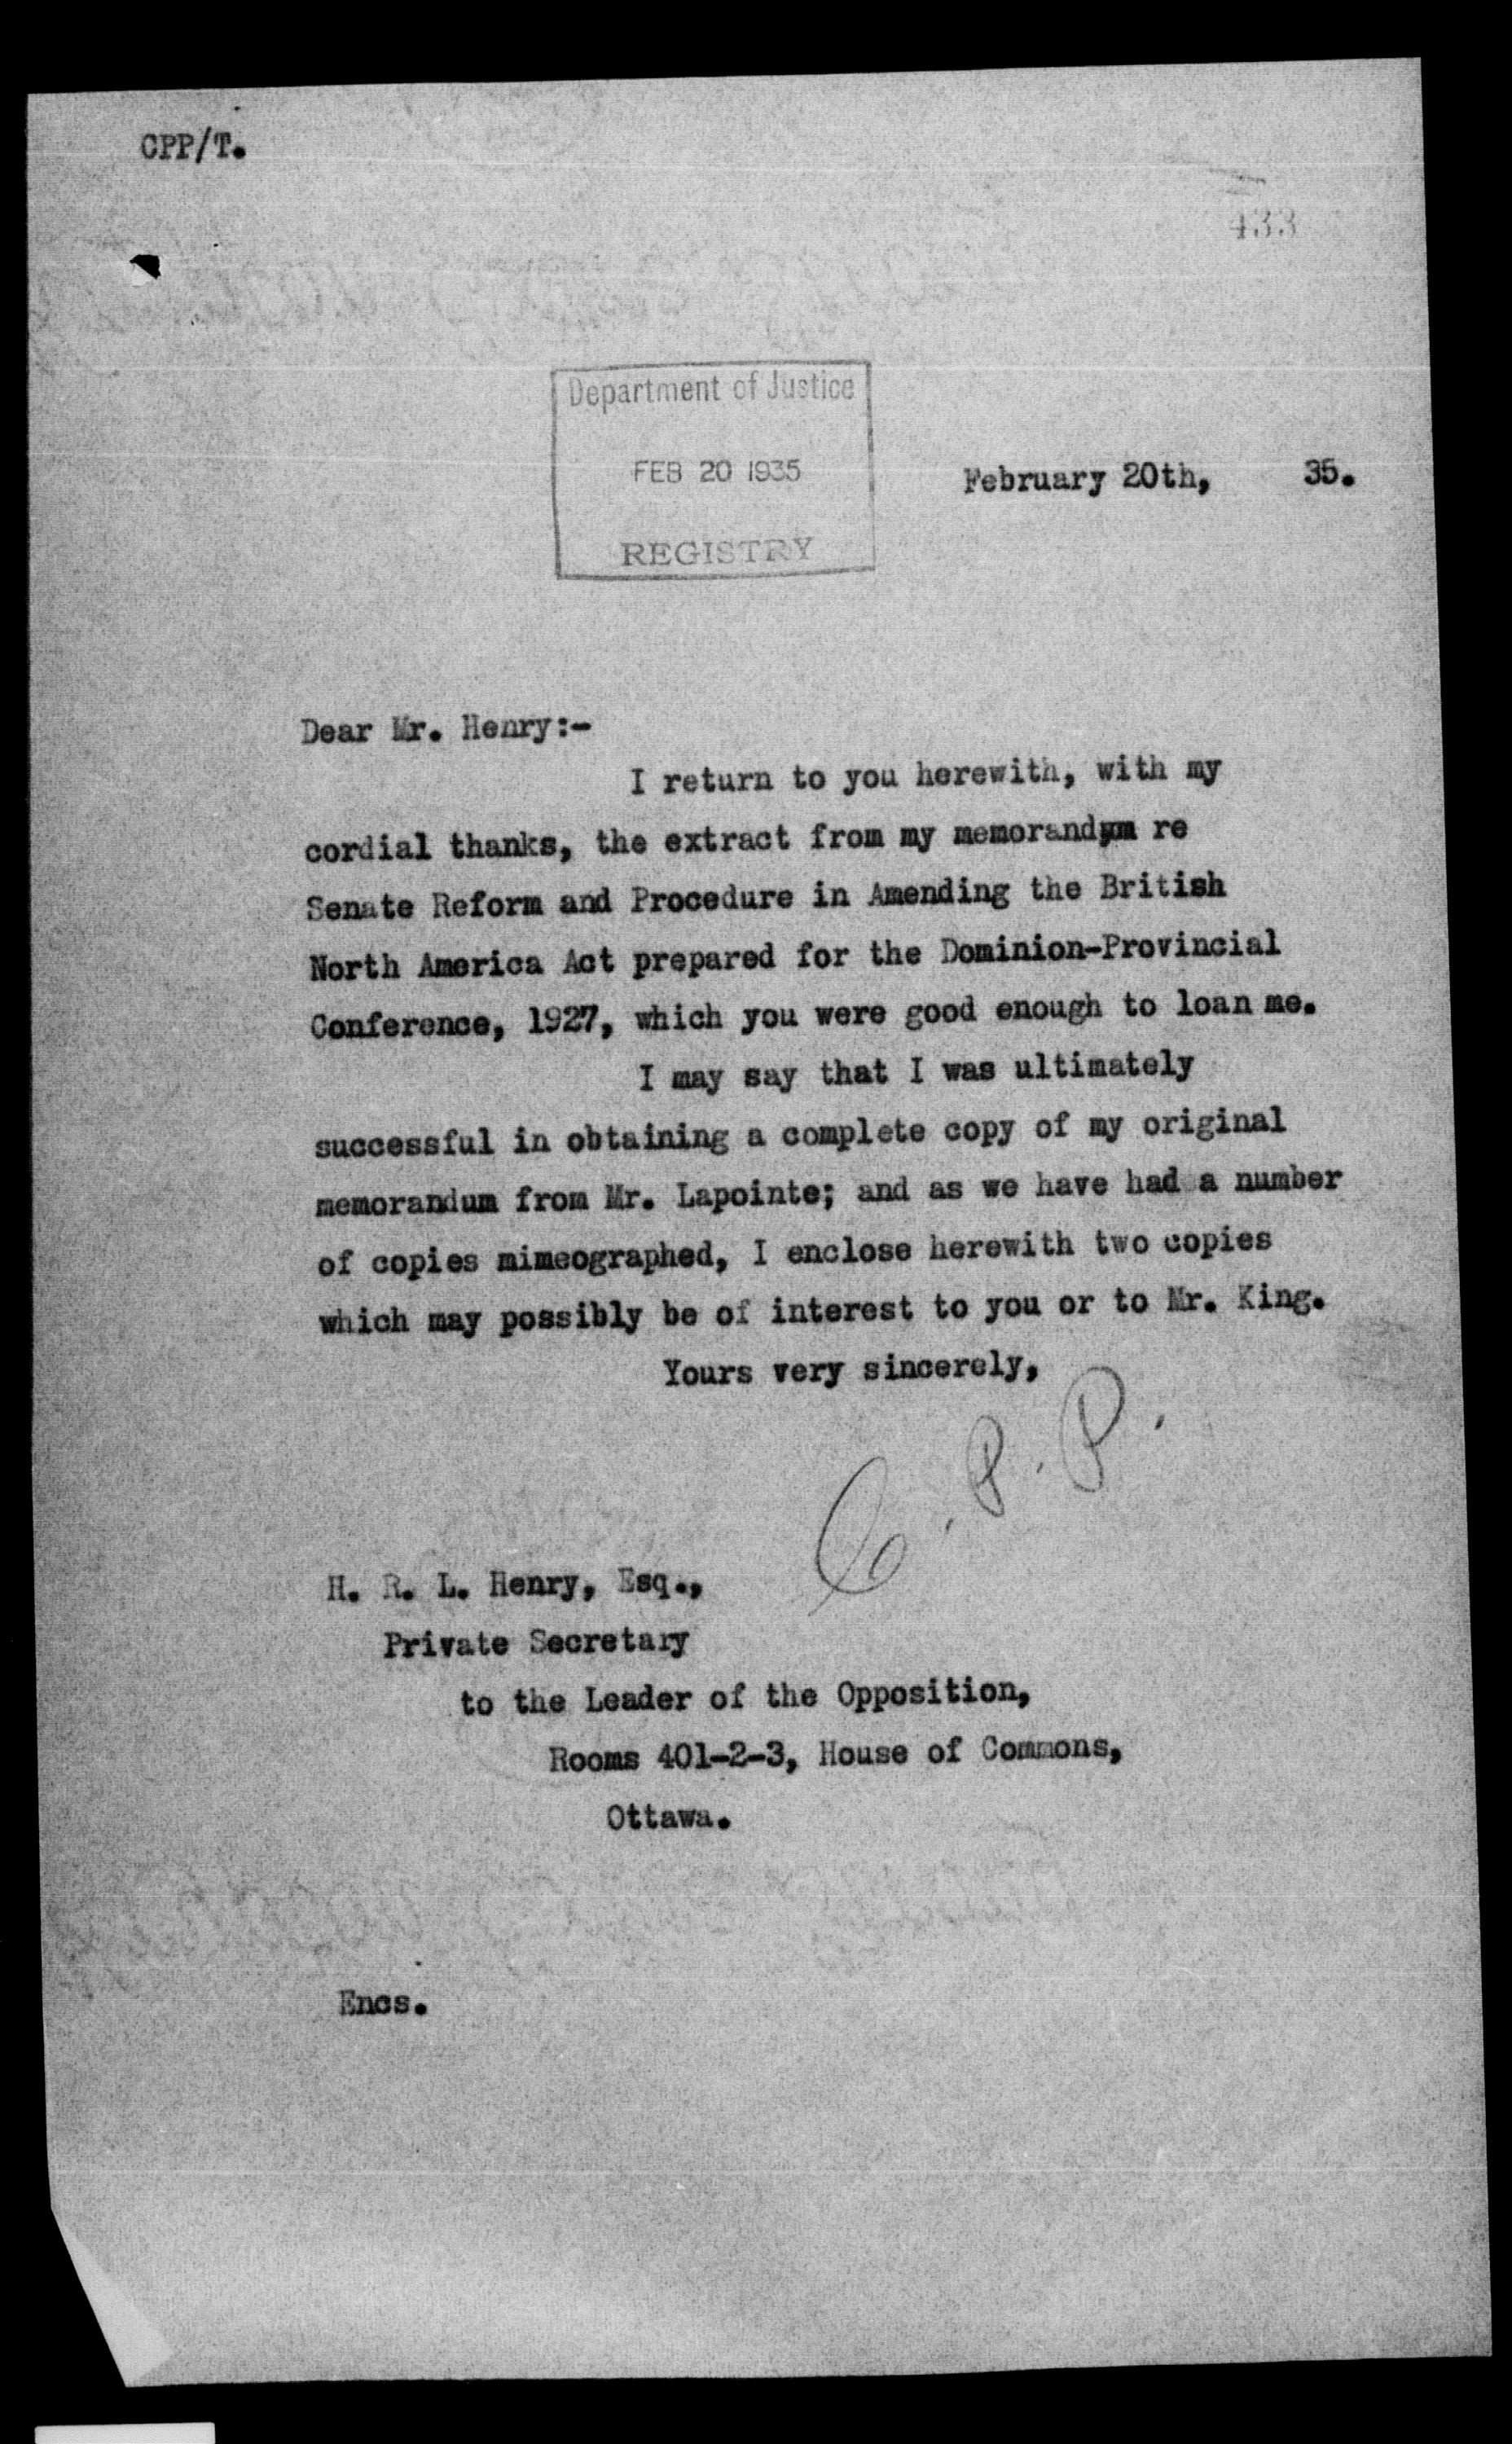 CPP/T.
433
Department of Justice
FEB 20 1935
REGISTRY
February 20th, 35.
Dear Mr. Henry:-
I return to you herewith, with my
cordial thanks, the extract from my memorandum re
Senate Reform and Procedure in Amending the British
North America Act prepared for the Dominion-Provincial
Conference, 1927, which you were good enough to loan me.
I may say that I was ultimately
successful in obtaining a complete copy of my original
memorandum from Mr. Lapointe; and as we have had a number
of copies mimeographed, I enclose herewith two copies
which may possibly be of interest to you or to Mr. King.
Yours very sincerely,
C. P. P.
H. R. L. Henry, Esq.,
Private Secretary
to the Leader of the Opposition,
Rooms 401-2-3, House of Commons,
Ottawa.
Encs.